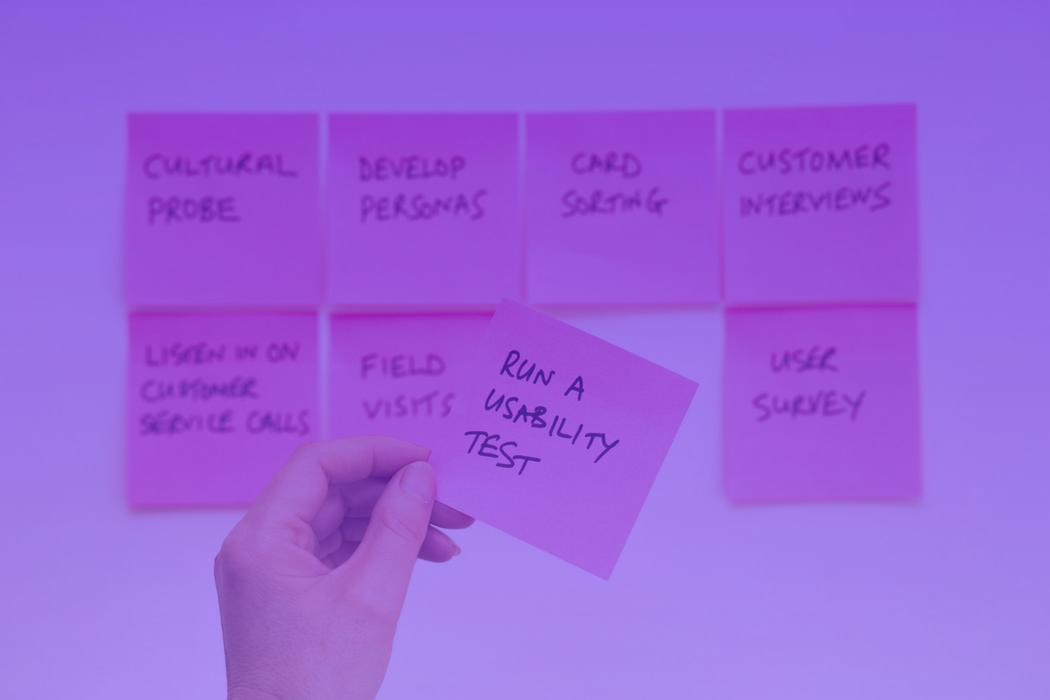 CULTURAL
PROBE
DEVELOP
PERSONAS
CARD
SORTING
CUSTOMER
INTERVIEWS
LISTEN IN ON
CUSTOMER
SERVICE CALLS
FIELD
VISITS
RUN A
USABILITY
TEST
USER
SURVEY